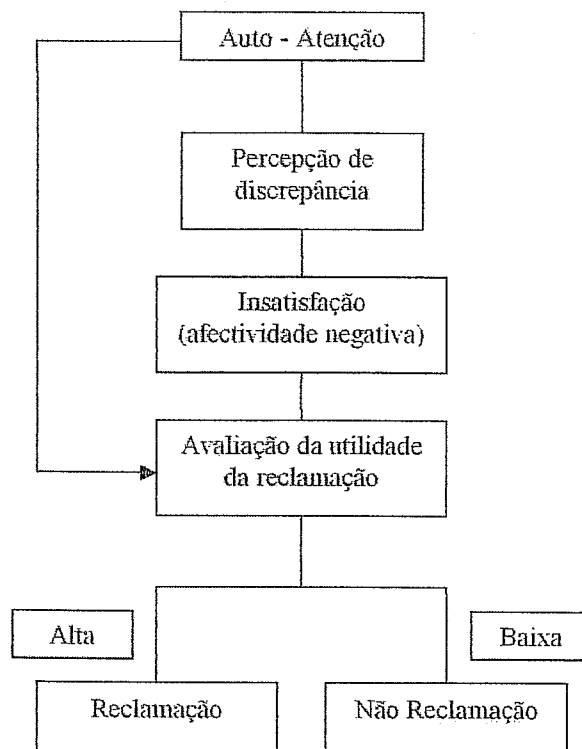 Auto - Atenção
Percepção de
discrepância
Insatisfação
(afectividade negativa)
Avaliação da utilidade
da reclamação
Alta
Baixa
Reclamação
Não Reclamação